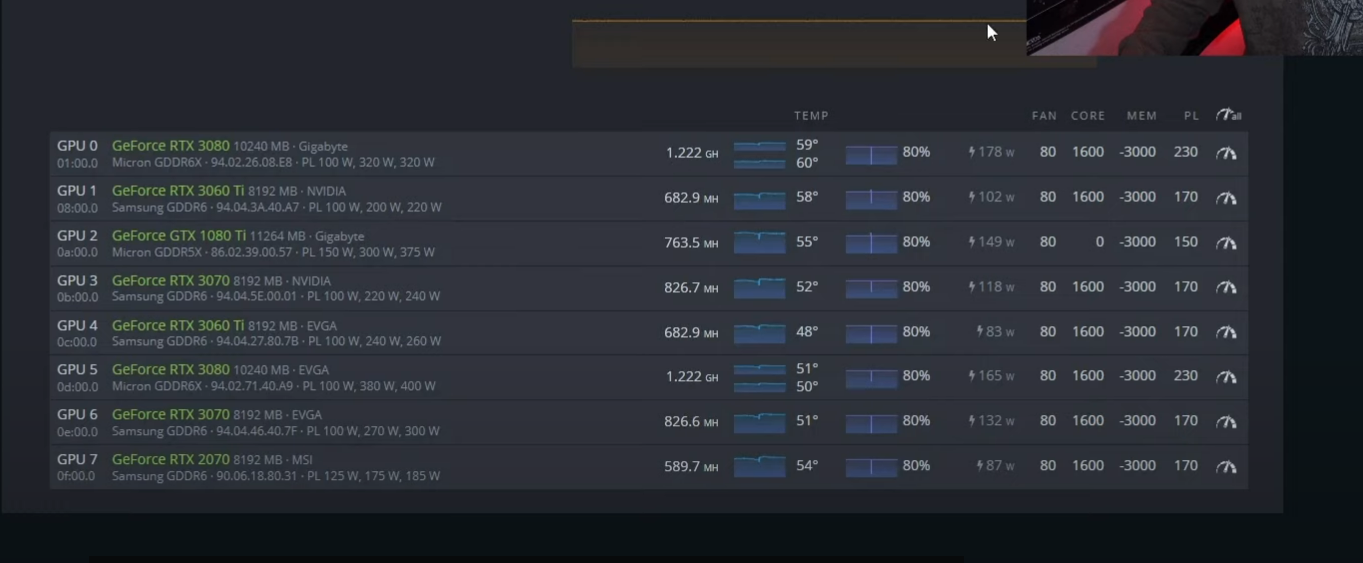 TEMP FAN CORE MEM PL all
GPU 0 GeForce RTX 3080 10240 MB · Gigabyte 1.222 GH 59° 80% 178 W 80 1600 -3000 230
01:00.0 Micron GDDR6X · 94.02.26.08.E8 · PL 100 W, 320 W, 320 W 60°
GPU 1 GeForce RTX 3060 Ti 8192 MB · NVIDIA 682.9 MH 58° 80% 102 W 80 1600 -3000 170
08:00.0 Samsung GDDR6 · 94.04.3A.40.A7 · PL 100 W, 200 W, 220 W
GPU 2 GeForce GTX 1080 Ti 11264 MB · Gigabyte 763.5 MH 55° 80% 149 W 80 0 -3000 150
0a:00.0 Micron GDDR5X · 86.02.39.00.57 · PL 150 W, 300 W, 375 W
GPU 3 GeForce RTX 3070 8192 MB · NVIDIA 826.7 MH 52° 80% 118 W 80 1600 -3000 170
0b:00.0 Samsung GDDR6 · 94.04.5E.00.01 · PL 100 W, 220 W, 240 W
GPU 4 GeForce RTX 3060 Ti 8192 MB · EVGA 682.9 MH 48° 80% 83 W 80 1600 -3000 170
0c:00.0 Samsung GDDR6 · 94.04.27.80.7B · PL 100 W, 240 W, 260 W
GPU 5 GeForce RTX 3080 10240 MB · EVGA 1.222 GH 51° 80% 165 W 80 1600 -3000 230
0d:00.0 Micron GDDR6X · 94.02.71.40.A9 · PL 100 W, 380 W, 400 W 50°
GPU 6 GeForce RTX 3070 8192 MB · EVGA 826.6 MH 51° 80% 132 W 80 1600 -3000 170
0e:00.0 Samsung GDDR6 · 94.04.46.40.7F · PL 100 W, 270 W, 300 W
GPU 7 GeForce RTX 2070 8192 MB · MSI 589.7 MH 54° 80% 87 W 80 1600 -3000 170
0f:00.0 Samsung GDDR6 · 90.06.18.80.31 · PL 125 W, 175 W, 185 W